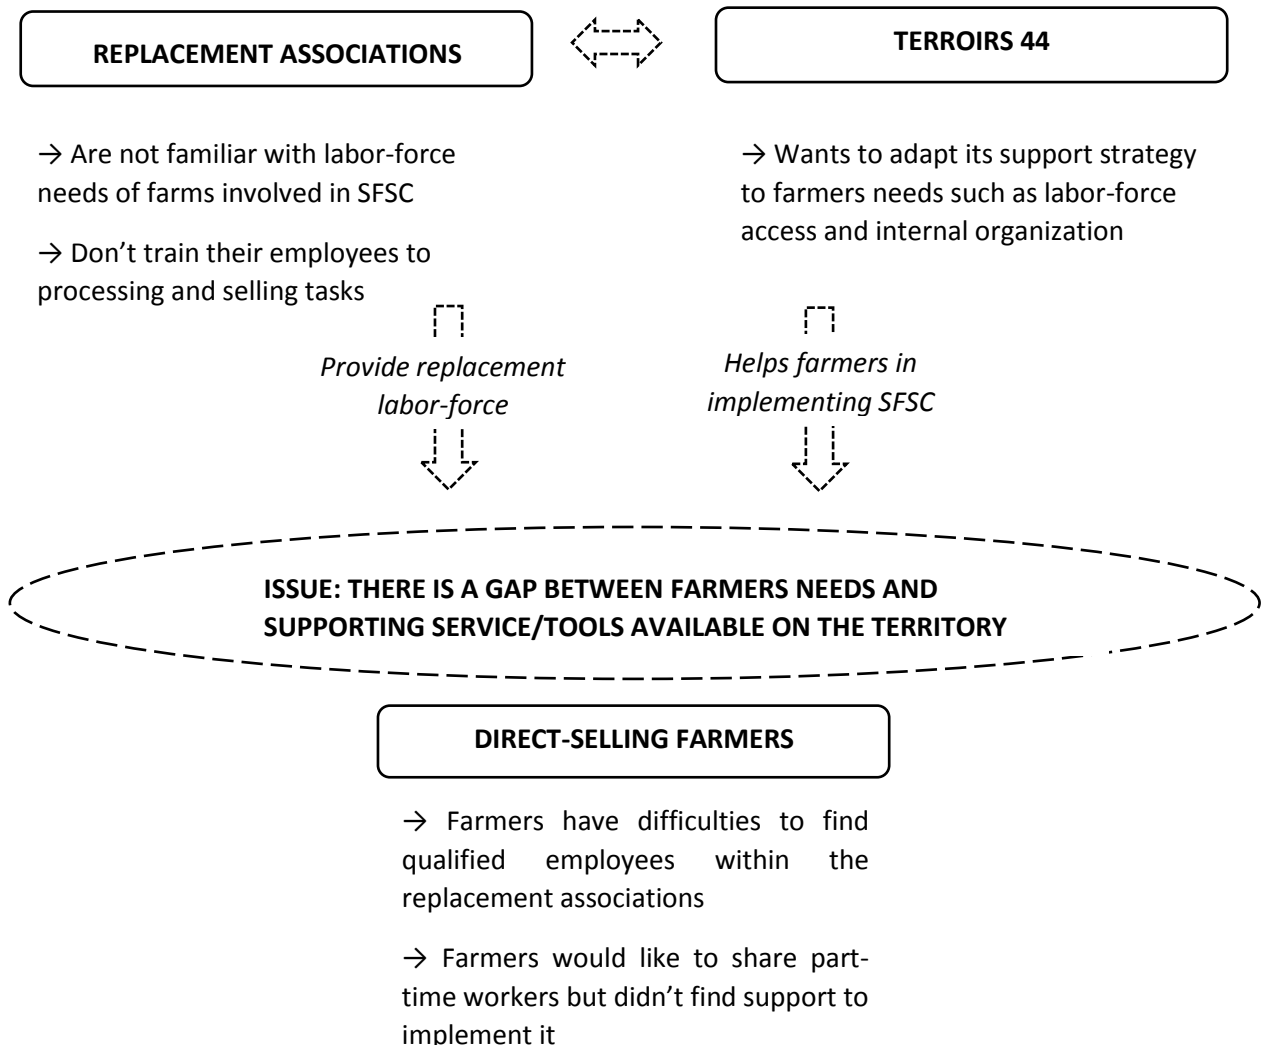 REPLACEMENT ASSOCIATIONS
TERROIRS 44
→ Are not familiar with labor-force
needs of farms involved in SFSC
→ Don’t train their employees to
processing and selling tasks
→ Wants to adapt its support strategy
to farmers needs such as labor-force
access and internal organization
Provide replacement
labor-force
Helps farmers in
implementing SFSC
ISSUE: THERE IS A GAP BETWEEN FARMERS NEEDS AND
SUPPORTING SERVICE/TOOLS AVAILABLE ON THE TERRITORY
DIRECT-SELLING FARMERS
→ Farmers have difficulties to find
qualified employees within the
replacement associations
→ Farmers would like to share part-
time workers but didn’t find support to
implement it